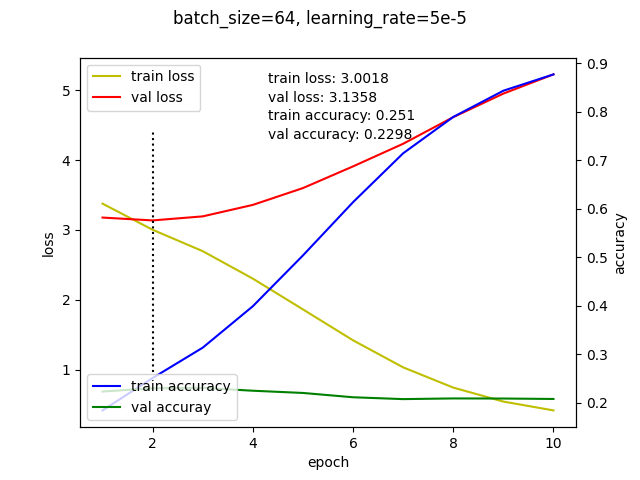 batch_size=64, learning_rate=5e-5
train loss
val loss
train loss: 3.0018
val loss: 3.1358
train accuracy: 0.251
val accuracy: 0.2298
5
4
3
2
1
loss
0.9
0.8
0.7
0.6
0.5
0.4
0.3
0.2
accuracy
train accuracy
val accuray
2
4
6
8
10
epoch